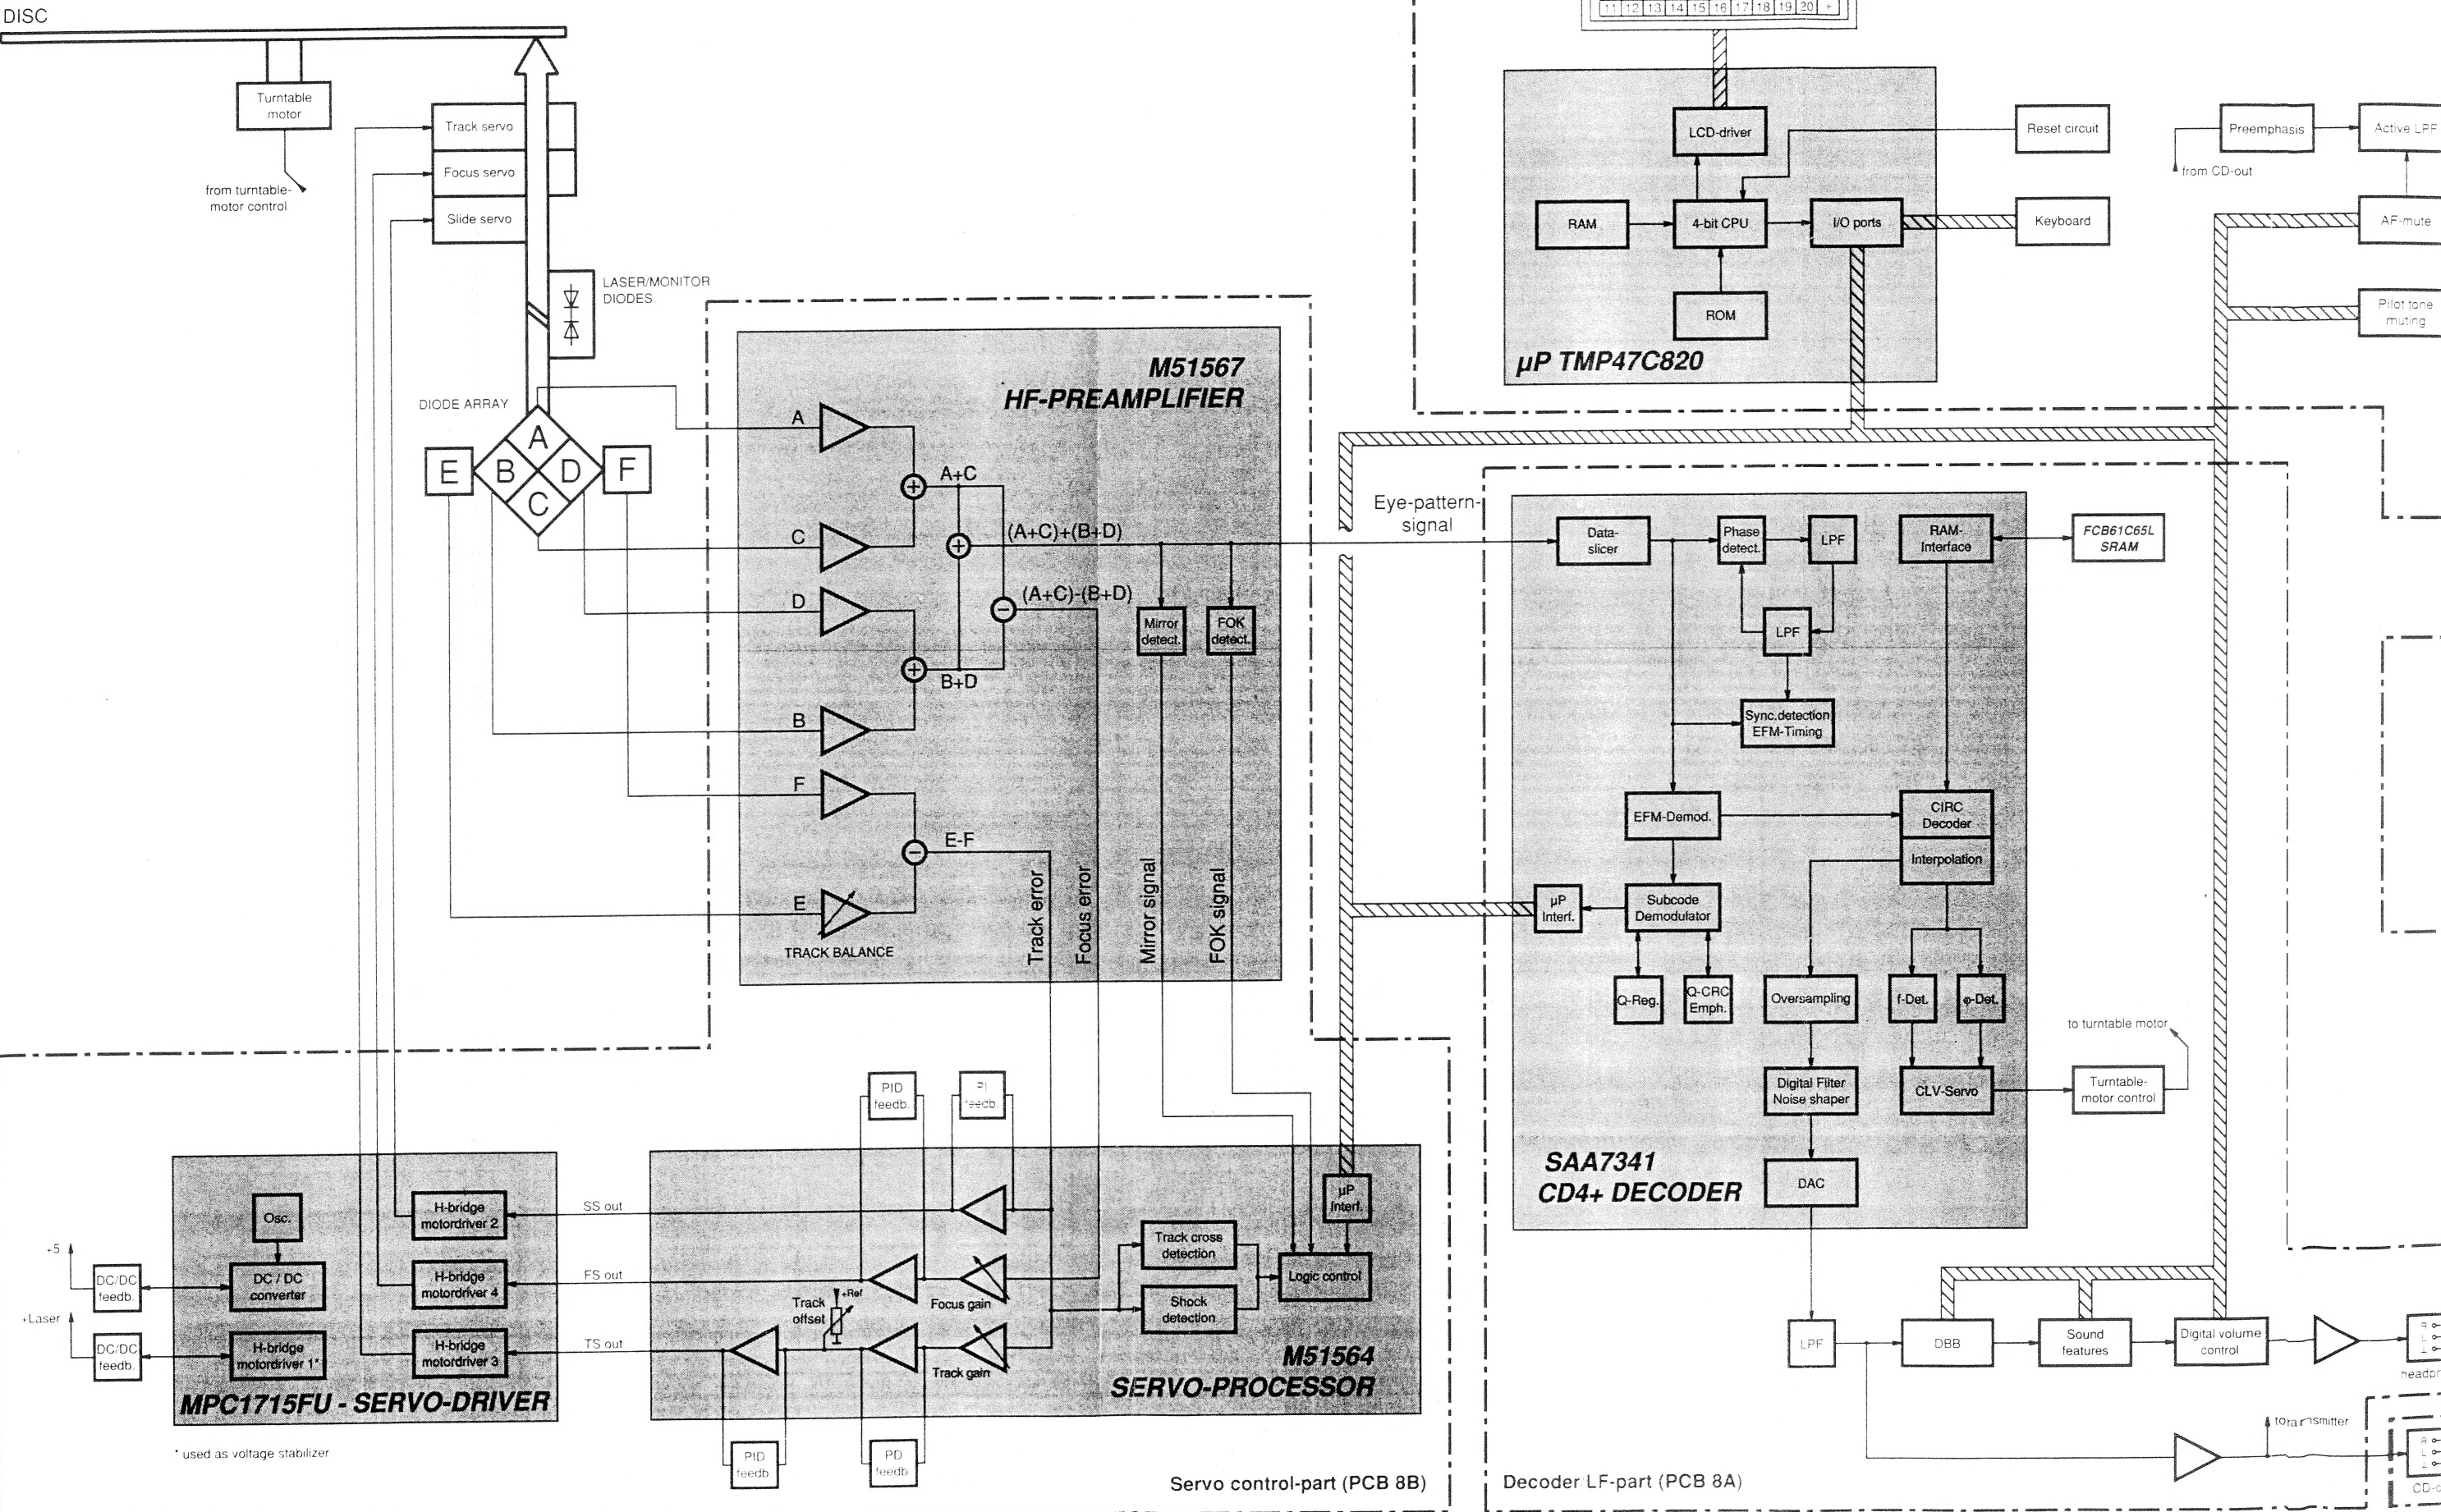 DISC
Turntable
motor
from turntable-
motor control
Track servo
Focus servo
Slide servo
LASER/MONITOR
DIODES
DIODE ARRAY
A
B
D
C
E
F
M51567
HF-PREAMPLIFIER
A
C
D
B
F
E
A+C
(A+C)+(B+D)
(A+C)-(B+D)
B+D
E-F
TRACK BALANCE
Mirror
detect.
FOK
detect.
Track error
Focus error
Mirror signal
FOK signal
11 12 13 14 15 16 17 18 19 20 +
LCD-driver
RAM
4-bit CPU
I/O ports
ROM
µP TMP47C820
Reset circuit
Keyboard
Preemphasis
from CD-out
Active LPF
AF-mute
Pilot tone
muting
Eye-pattern-
signal
Data-
slicer
Phase
detect.
LPF
LPF
RAM-
Interface
FCB61C65L
SRAM
Sync.detection
EFM-Timing
EFM-Demod.
CIRC
Decoder
Interpolation
µP
Interf.
Subcode
Demodulator
Q-Reg.
Q-CRC
Emph.
Oversampling
f-Det.
φ-Det.
Digital Filter
Noise shaper
CLV-Servo
DAC
SAA7341
CD4+ DECODER
to turntable motor
Turntable-
motor control
PID
feedb.
PI
feedb.
Osc.
DC / DC
converter
H-bridge
motordriver 1*
H-bridge
motordriver 2
H-bridge
motordriver 4
H-bridge
motordriver 3
MPC1715FU - SERVO-DRIVER
+5
+Laser
DC/DC
feedb.
DC/DC
feedb.
* used as voltage stabilizer
SS out
FS out
TS out
Track
offset
+Ref
Focus gain
Track gain
Track cross
detection
Shock
detection
µP
Interf.
Logic control
M51564
SERVO-PROCESSOR
PID
feedb
PD
feedb
Servo control-part (PCB 8B)
LPF
DBB
Sound
features
Digital volume
control
R
L
⊥
headpr
to transmitter
R
L
⊥
Decoder LF-part (PCB 8A)